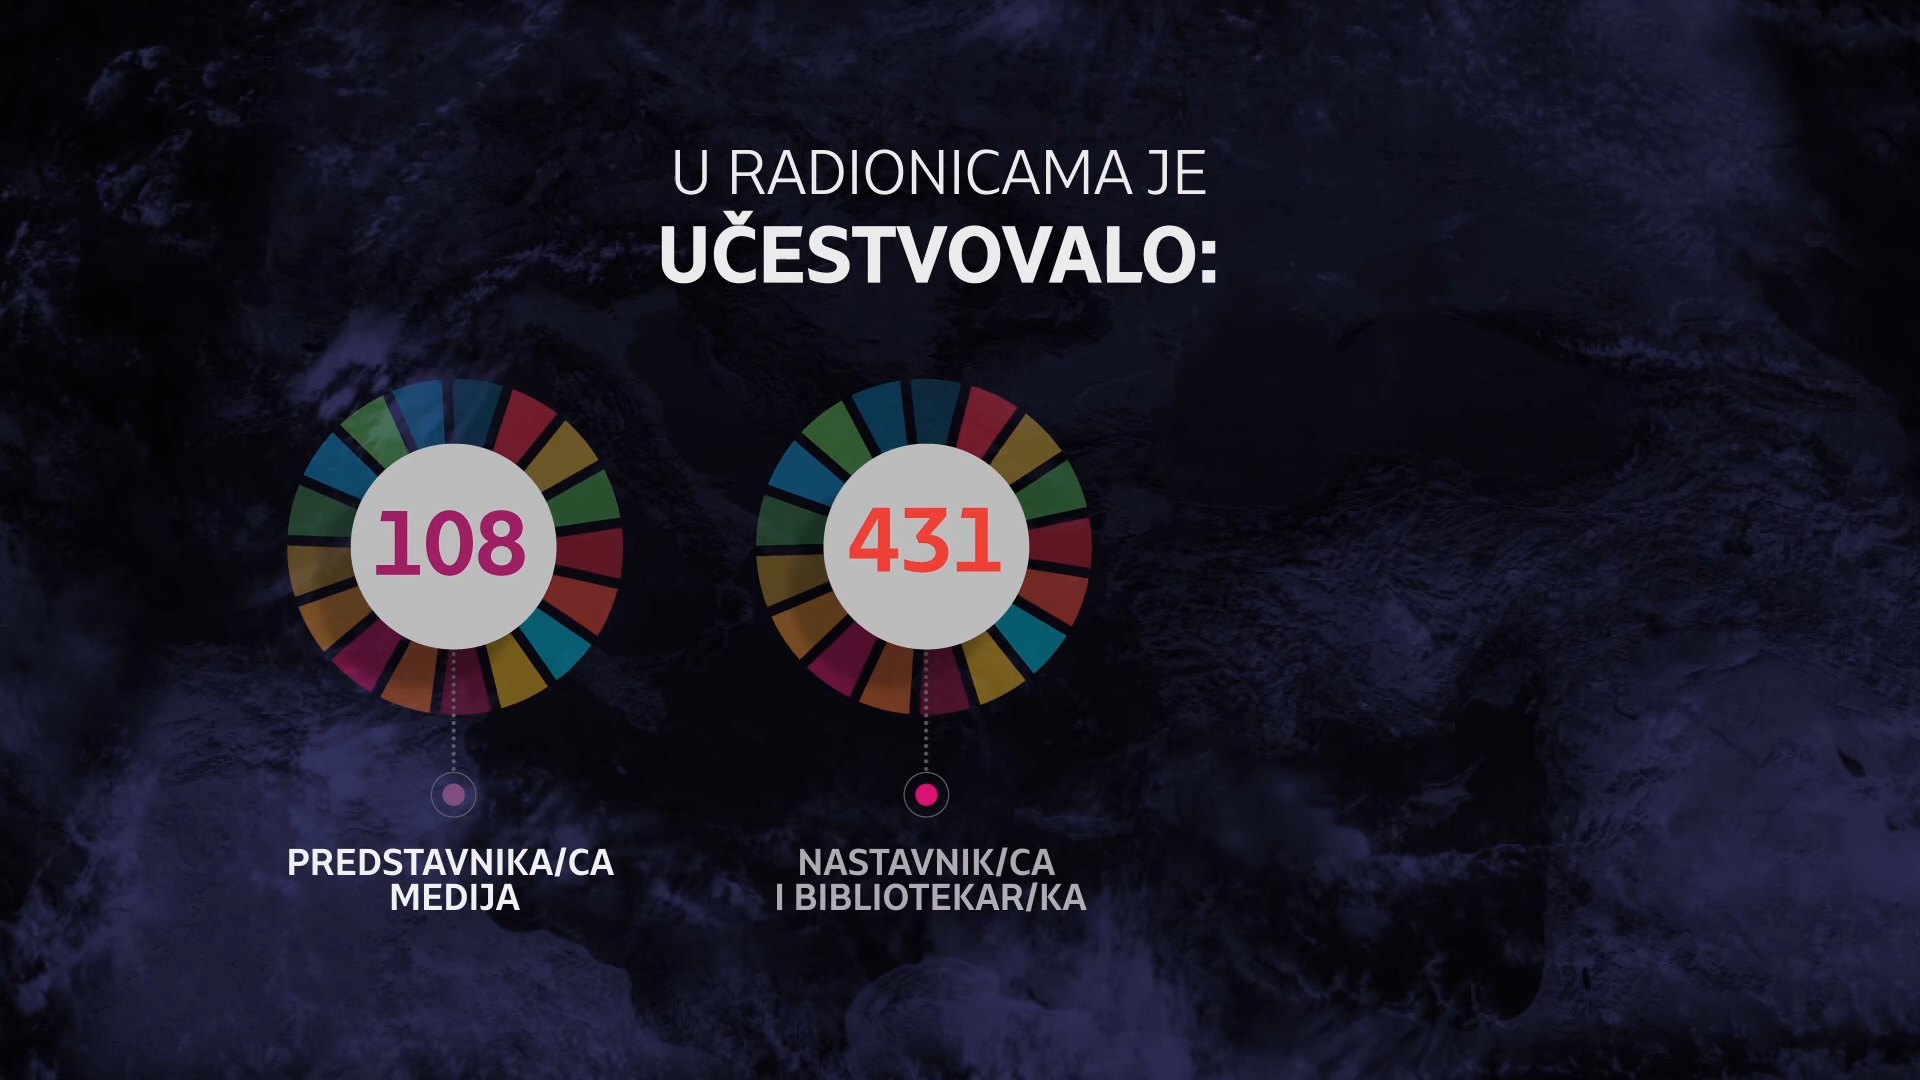 U RADIONICAMA JE
UČESTVOVALO:
108
431
PREDSTAVNIKA/CA
MEDIJA
NASTAVNIK/CA
I BIBLIOTEKAR/KA